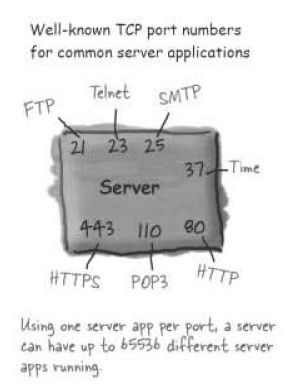 Well-known TCP port numbers
for common server applications
FTP
Telnet
SMTP
21
23
25
37
Time
Server
443
110
80
HTTPS
POP3
HTTP
Using one server app per port, a server
can have up to 65536 different server
apps running.